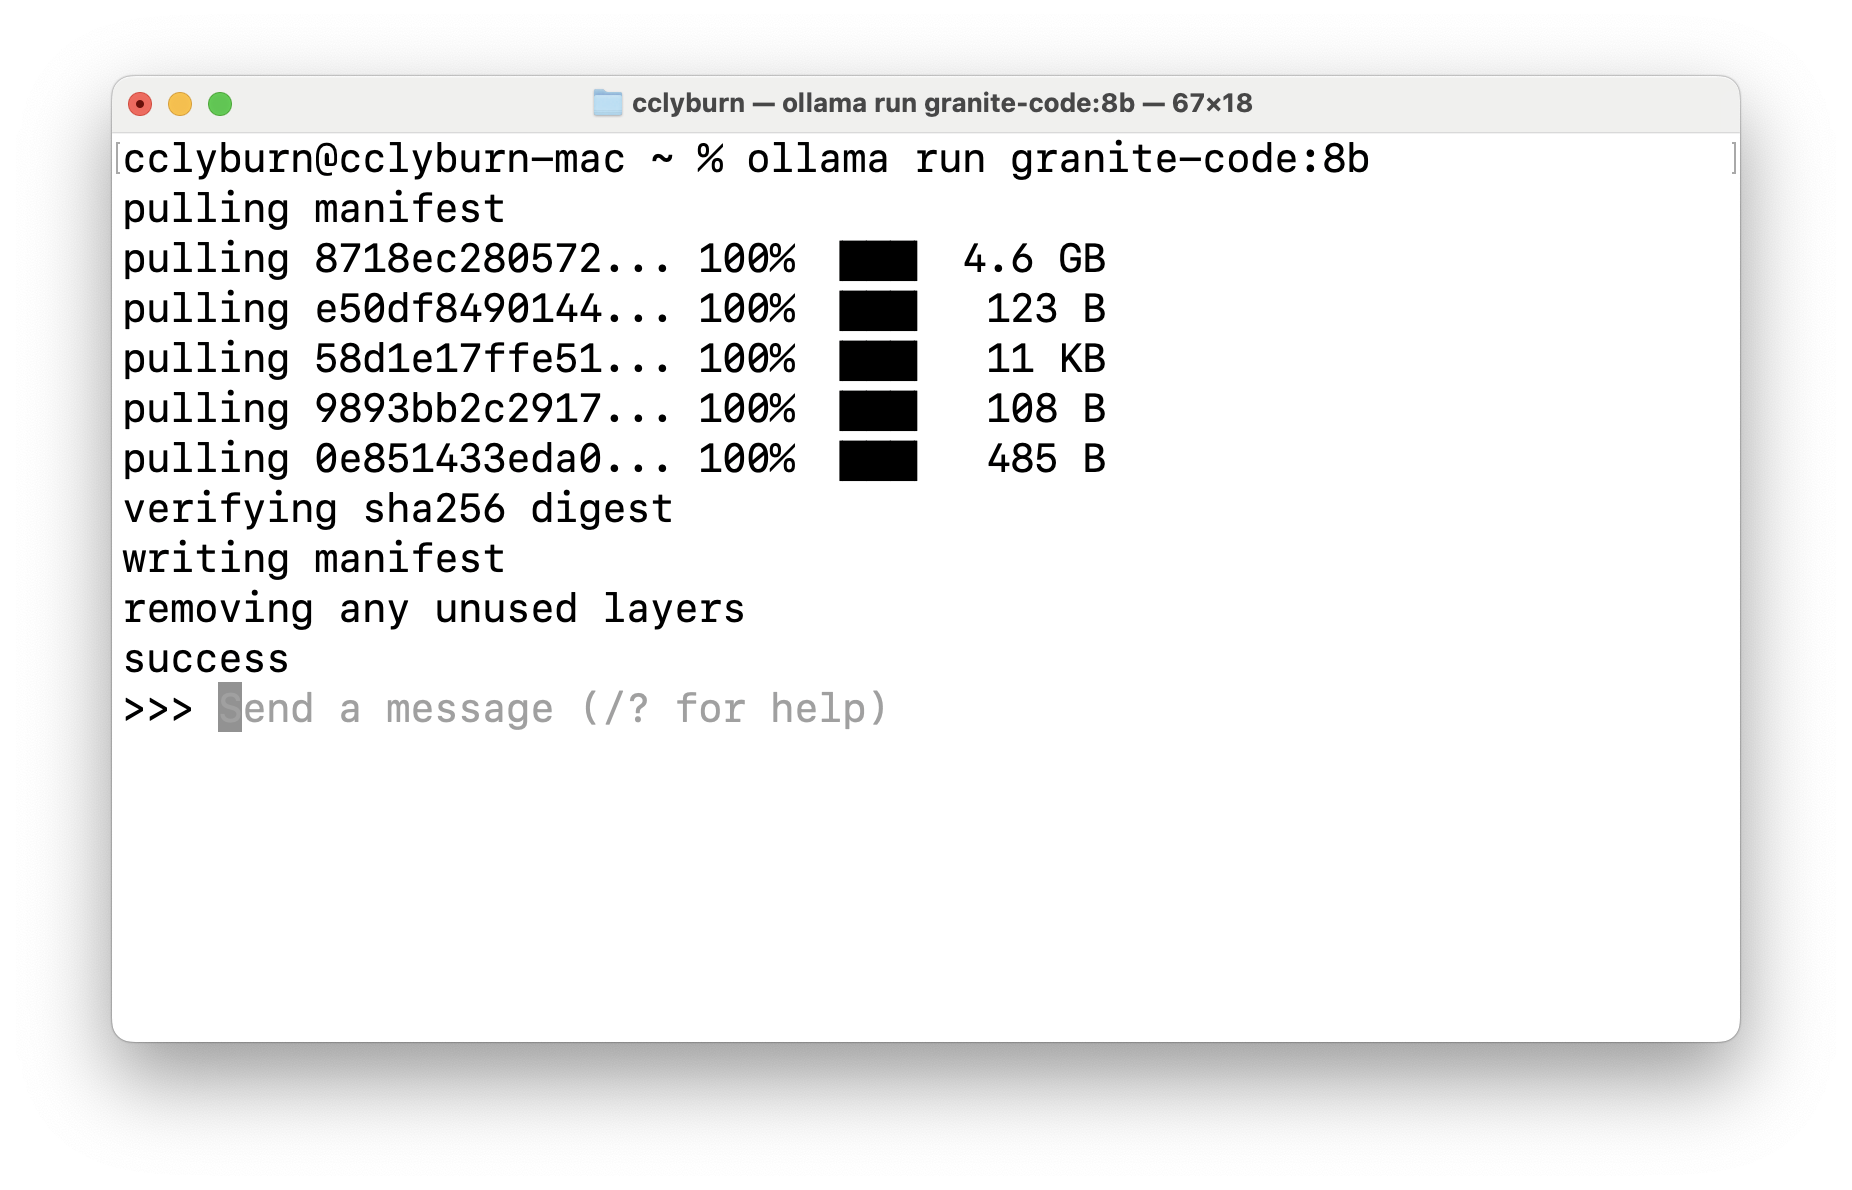 cclyburn — ollama run granite-code:8b — 67×18
cclyburn@cclyburn-mac ~ % ollama run granite-code:8b
pulling manifest
pulling 8718ec280572... 100% 4.6 GB
pulling e50df8490144... 100% 123 B
pulling 58d1e17ffe51... 100% 11 KB
pulling 9893bb2c2917... 100% 108 B
pulling 0e851433eda0... 100% 485 B
verifying sha256 digest
writing manifest
removing any unused layers
success
>>> Send a message (/? for help)